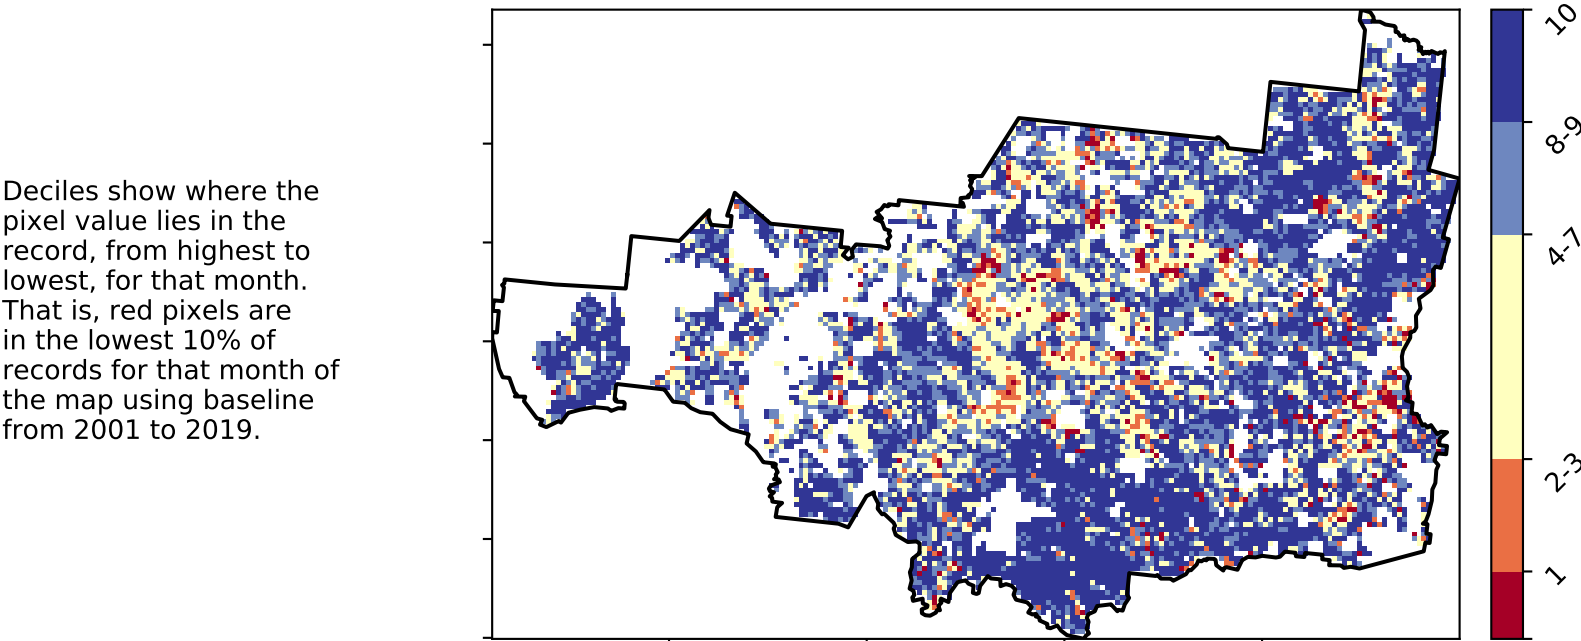 Deciles show where the
pixel value lies in the
record, from highest to
lowest, for that month.
That is, red pixels are
in the lowest 10% of
records for that month of
the map using baseline
from 2001 to 2019.
10
8-9
4-7
2-3
1